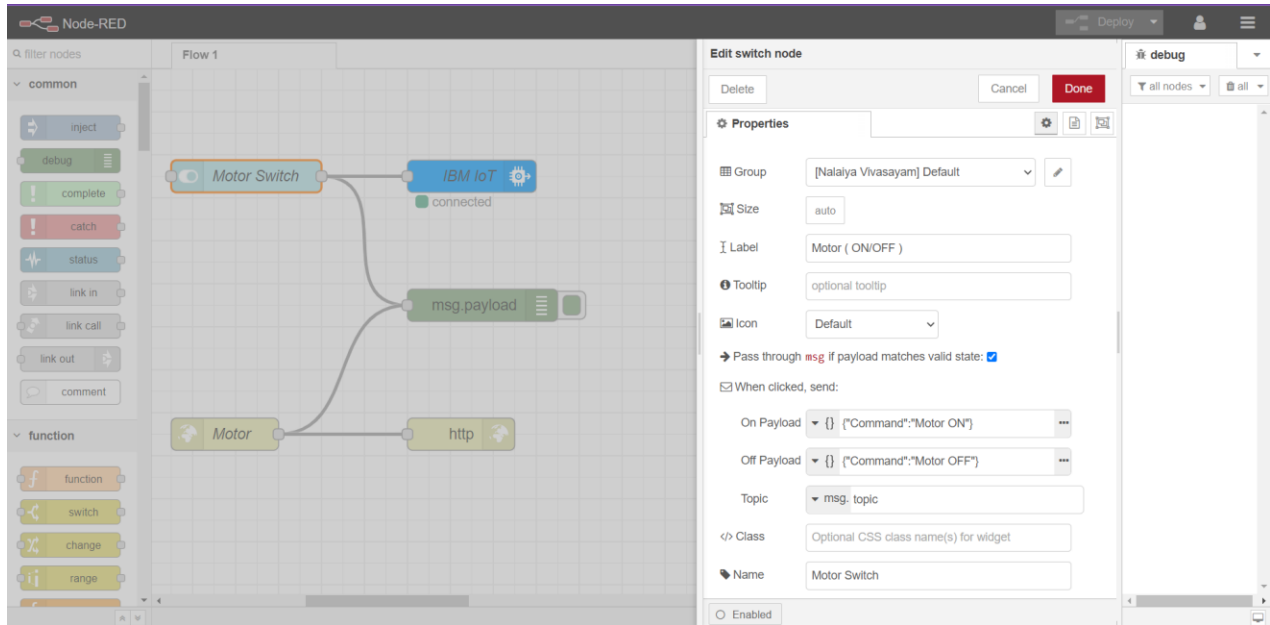 Node-RED
Deploy
filter nodes
common
inject
debug
complete
catch
status
link in
link call
link out
comment
function
function
switch
change
range
Flow 1
Motor Switch
IBM IoT
connected
msg.payload
Motor
http
Edit switch node
Delete
Cancel
Done
Properties
Group
[Nalaiya Vivasayam] Default
Size
auto
Label
Motor ( ON/OFF )
Tooltip
optional tooltip
Icon
Default
Pass through msg if payload matches valid state:
When clicked, send:
On Payload {} {"Command":"Motor ON"}
Off Payload {} {"Command":"Motor OFF"}
Topic msg. topic
</> Class
Optional CSS class name(s) for widget
Name
Motor Switch
Enabled
debug
all nodes
all